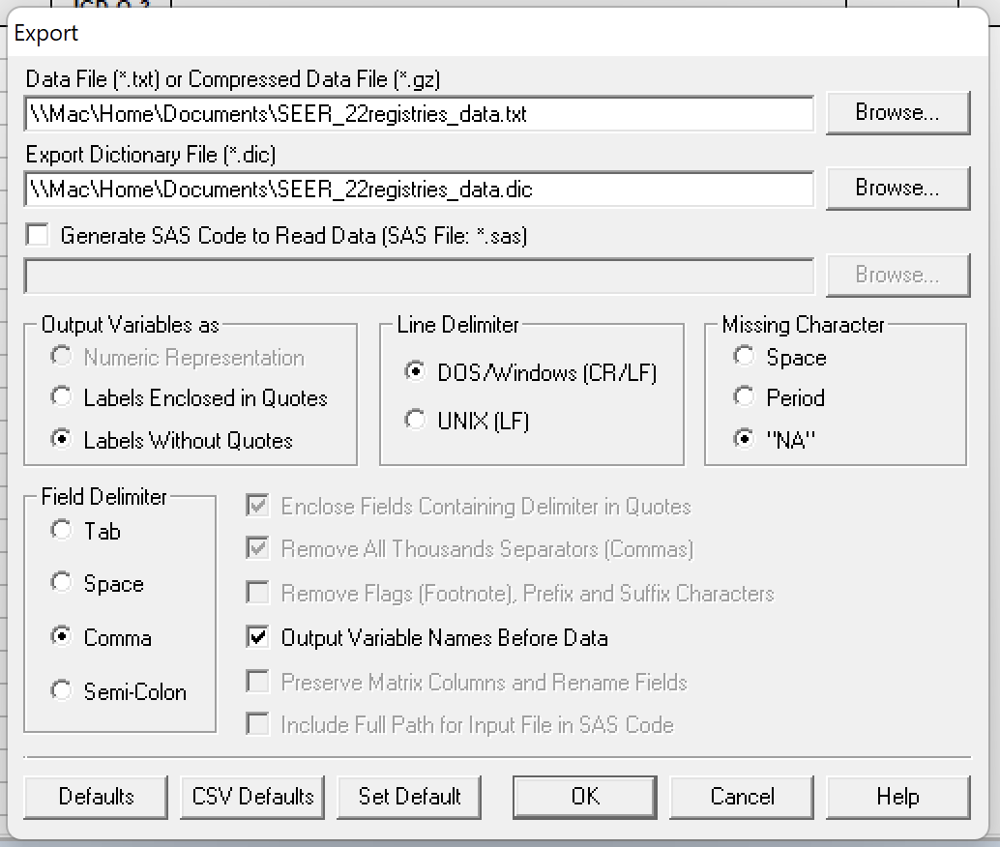 Export
Data File (*.txt) or Compressed Data File (*.gz)
\\Mac\Home\Documents\SEER_22registries_data.txt
Browse...
Export Dictionary File (*.dic)
\\Mac\Home\Documents\SEER_22registries_data.dic
Browse...
Generate SAS Code to Read Data (SAS File: *.sas)
Browse...
Output Variables as
Numeric Representation
Labels Enclosed in Quotes
Labels Without Quotes
Line Delimiter
DOS/Windows (CR/LF)
UNIX (LF)
Missing Character
Space
Period
"NA"
Field Delimiter
Tab
Space
Comma
Semi-Colon
Enclose Fields Containing Delimiter in Quotes
Remove All Thousands Separators (Commas)
Remove Flags (Footnote), Prefix and Suffix Characters
Output Variable Names Before Data
Preserve Matrix Columns and Rename Fields
Include Full Path for Input File in SAS Code
Defaults
CSV Defaults
Set Default
OK
Cancel
Help